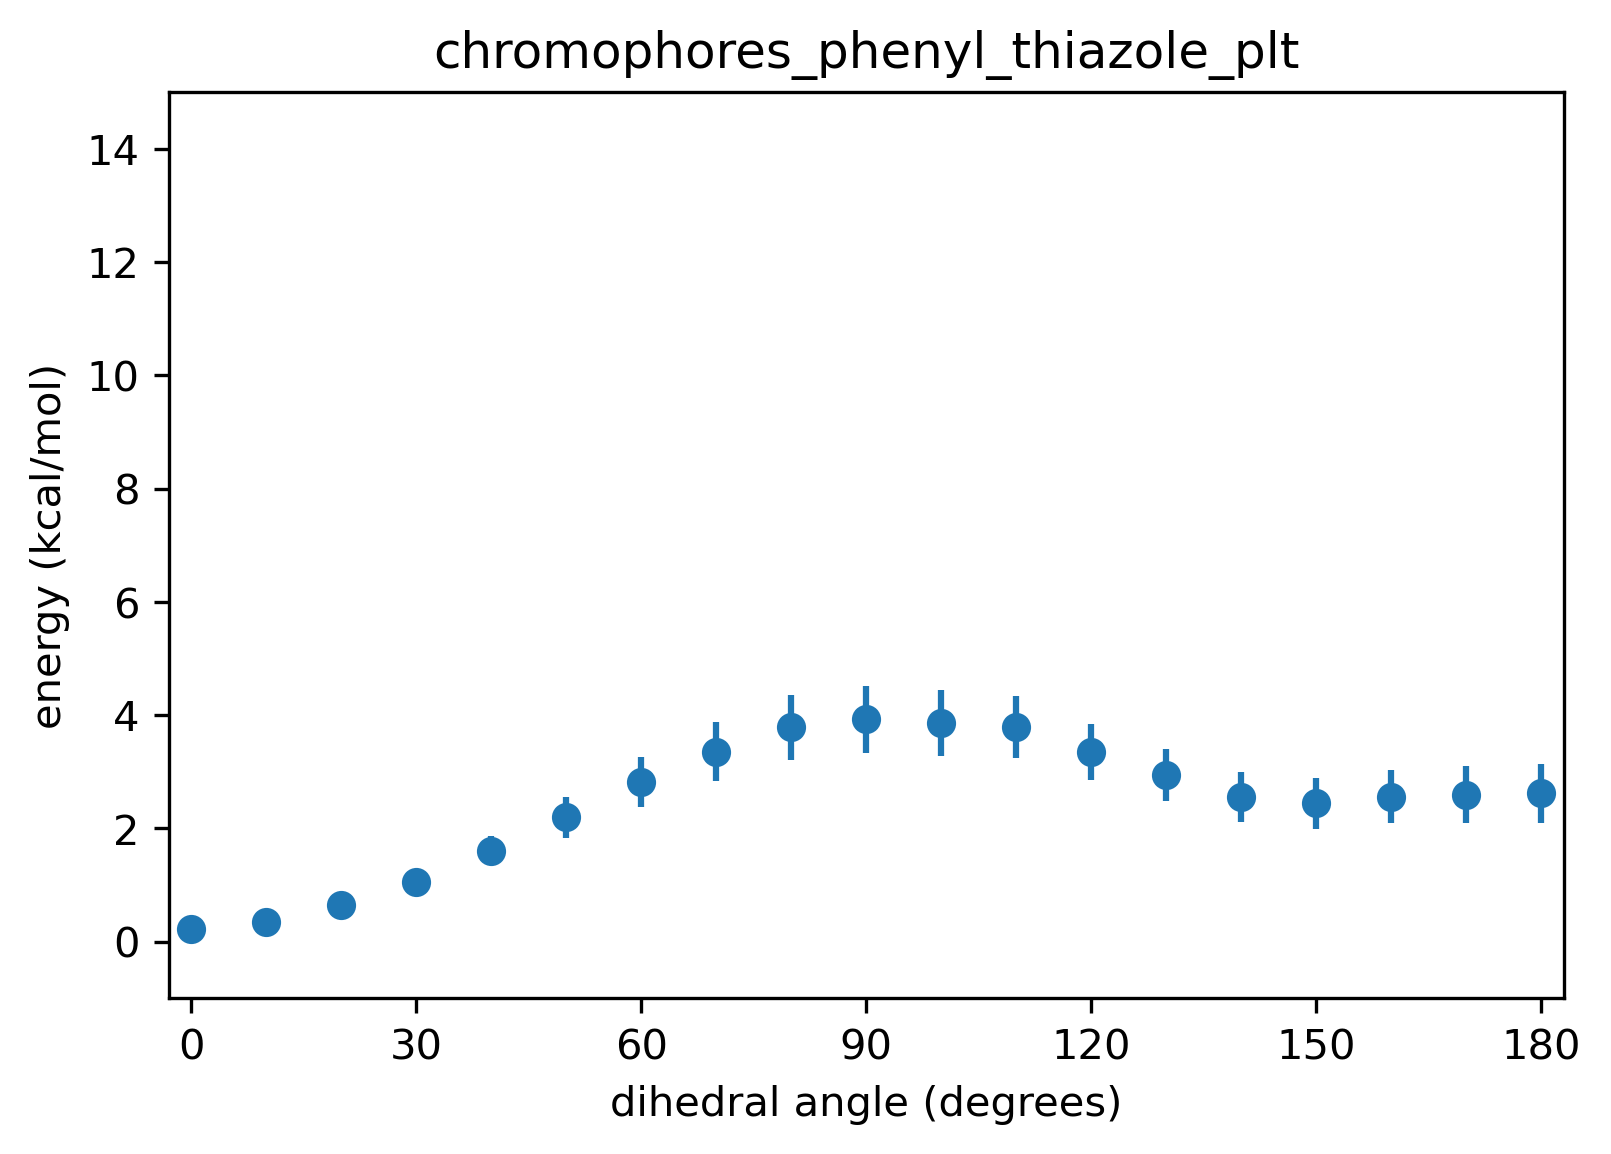 chromophores_phenyl_thiazole_plt
14
12
10
8
6
4
2
0
energy (kcal/mol)
0 30 60 90 120 150 180
dihedral angle (degrees)